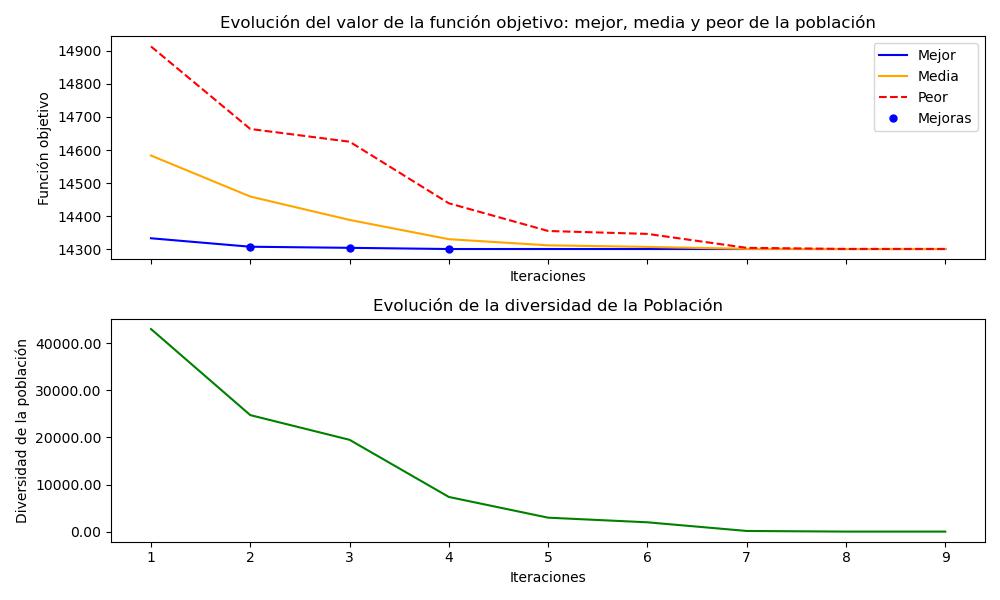 Evolución del valor de la función objetivo: mejor, media y peor de la población
Función objetivo
14900
14800
14700
14600
14500
14400
14300
Mejor
Media
Peor
Mejoras
Iteraciones
Evolución de la diversidad de la Población
Diversidad de la población
40000.00
30000.00
20000.00
10000.00
0.00
1 2 3 4 5 6 7 8 9
Iteraciones